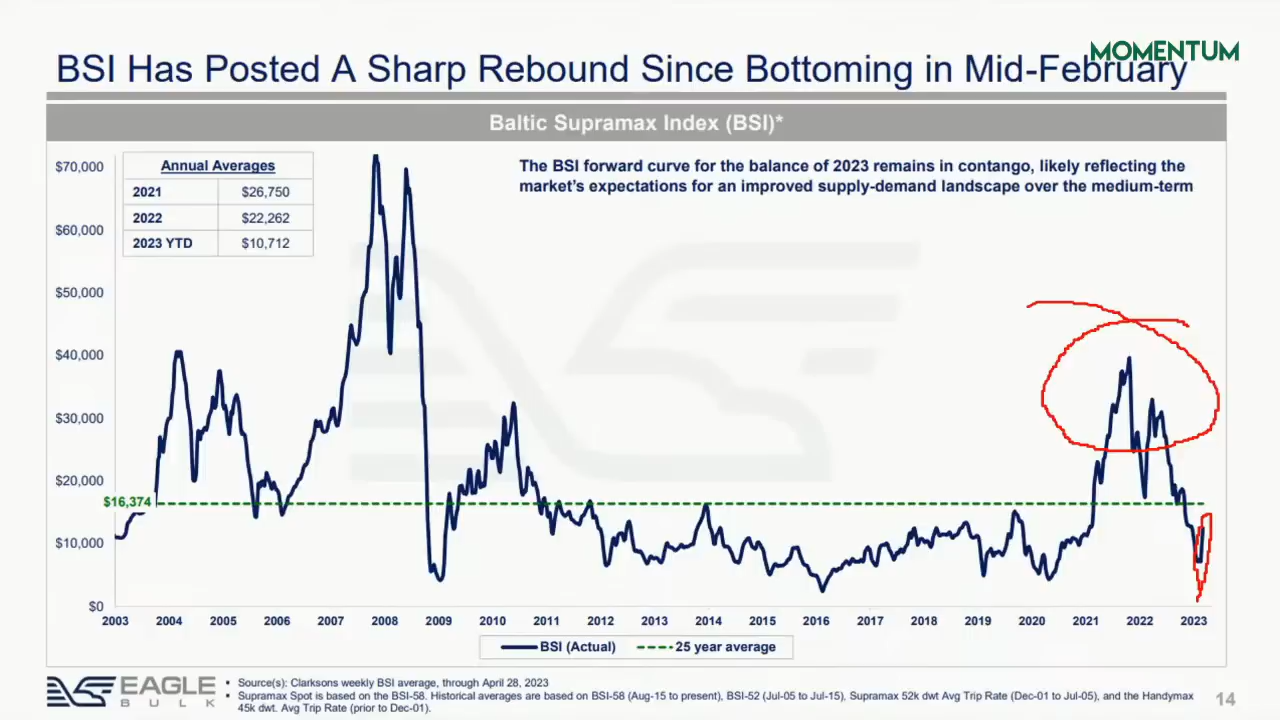 MOMENTUM
BSI Has Posted A Sharp Rebound Since Bottoming in Mid-February
Baltic Supramax Index (BSI)*
Annual Averages
2021 $26,750
2022 $22,262
2023 YTD $10,712
The BSI forward curve for the balance of 2023 remains in contango, likely reflecting the
market's expectations for an improved supply-demand landscape over the medium-term
$70,000
$60,000
$50,000
$40,000
$30,000
$20,000
$16,374
$10,000
$0
2003 2004 2005 2006 2007 2008 2009 2010 2011 2012 2013 2014 2015 2016 2017 2018 2019 2020 2021 2022 2023
BSI (Actual) 25 year average
EAGLE
BULK
▪ Source(s): Clarksons weekly BSI average, through April 28, 2023
▪ Supramax Spot is based on the BSI-58. Historical averages are based on BSI-58 (Aug-15 to present), BSI-52 (Jul-05 to Jul-15), Supramax 52k dwt Avg Trip Rate (Dec-01 to Jul-05), and the Handymax
45k dwt. Avg Trip Rate (prior to Dec-01).
14